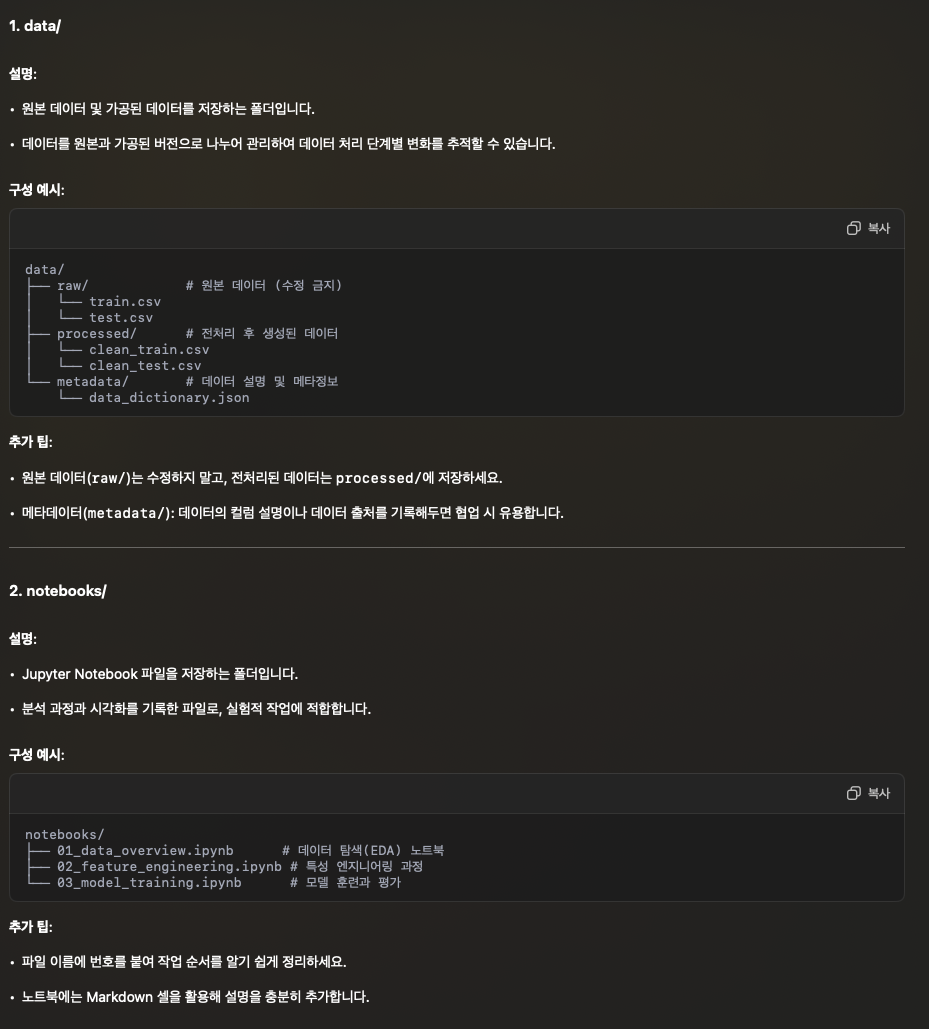 1. data/
설명:
• 원본 데이터 및 가공된 데이터를 저장하는 폴더입니다.
• 데이터를 원본과 가공된 버전으로 나누어 관리하여 데이터 처리 단계별 변화를 추적할 수 있습니다.
구성 예시:
복사
data/
├── raw/            # 원본 데이터 (수정 금지)
│   └── train.csv
│   └── test.csv
├── processed/      # 전처리 후 생성된 데이터
│   └── clean_train.csv
│   └── clean_test.csv
└── metadata/       # 데이터 설명 및 메타정보
    └── data_dictionary.json
추가 팁:
• 원본 데이터(raw/)는 수정하지 말고, 전처리된 데이터는 processed/에 저장하세요.
• 메타데이터(metadata/): 데이터의 컬럼 설명이나 데이터 출처를 기록해두면 협업 시 유용합니다.
2. notebooks/
설명:
• Jupyter Notebook 파일을 저장하는 폴더입니다.
• 분석 과정과 시각화를 기록한 파일로, 실험적 작업에 적합합니다.
구성 예시:
복사
notebooks/
├── 01_data_overview.ipynb      # 데이터 탐색(EDA) 노트북
├── 02_feature_engineering.ipynb # 특성 엔지니어링 과정
└── 03_model_training.ipynb      # 모델 훈련과 평가
추가 팁:
• 파일 이름에 번호를 붙여 작업 순서를 알기 쉽게 정리하세요.
• 노트북에는 Markdown 셀을 활용해 설명을 충분히 추가합니다.